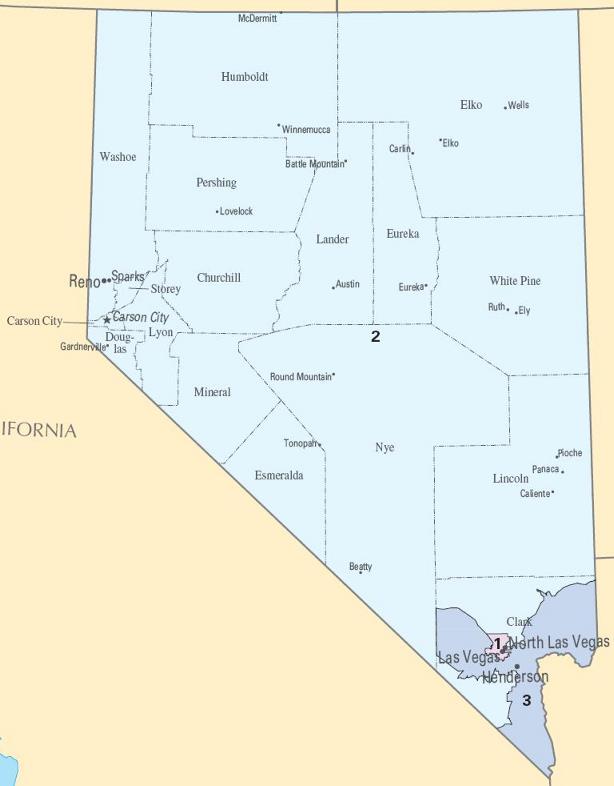 McDermitt
Humboldt
Elko
Wells
Winnemucca
Elko
Carlin
Washoe
Battle Mountain
Pershing
Lovelock
Lander
Eureka
Churchill
White Pine
Reno
Sparks
Storey
Austin
Eureka
Ruth
Ely
Carson City
Carson City
Lyon
Doug-
las
Gardnerville
2
Round Mountain
Mineral
IFORNIA
Tonopah
Nye
Esmeralda
Pioche
Panaca
Lincoln
Caliente
Beatty
Clark
1
North Las Vegas
Las Vegas
Henderson
3